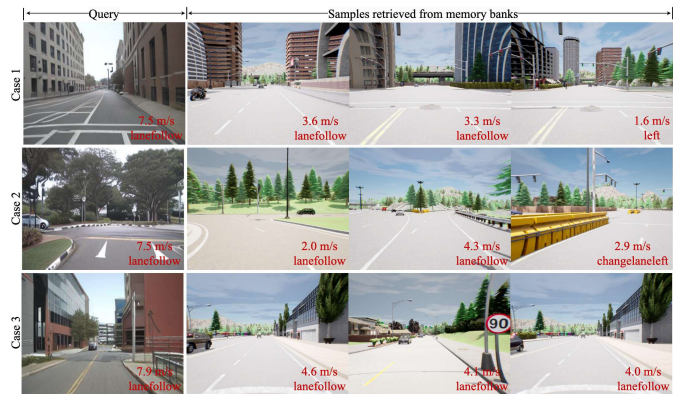 Query
Samples retrieved from memory banks
Case 1
7.5 m/s
lanefollow
3.6 m/s
lanefollow
3.3 m/s
lanefollow
1.6 m/s
left
Case 2
7.5 m/s
lanefollow
2.0 m/s
lanefollow
4.3 m/s
lanefollow
2.9 m/s
changelaneleft
Case 3
7.9 m/s
lanefollow
4.6 m/s
lanefollow
90
4.1 m/s
lanefollow
4.0 m/s
lanefollow